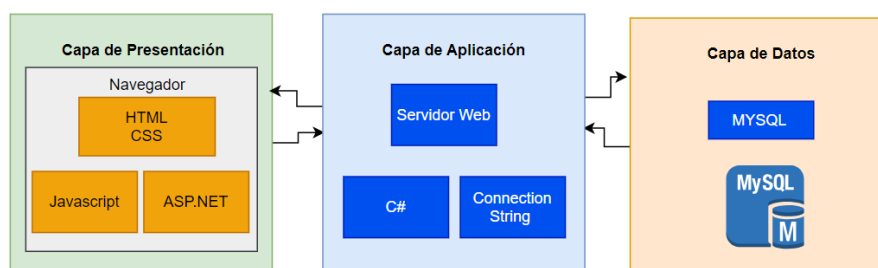 Capa de Presentación
Navegador
HTML
CSS
Javascript
ASP.NET
Capa de Aplicación
Servidor Web
C#
Connection
String
Capa de Datos
MYSQL
MySQL
M